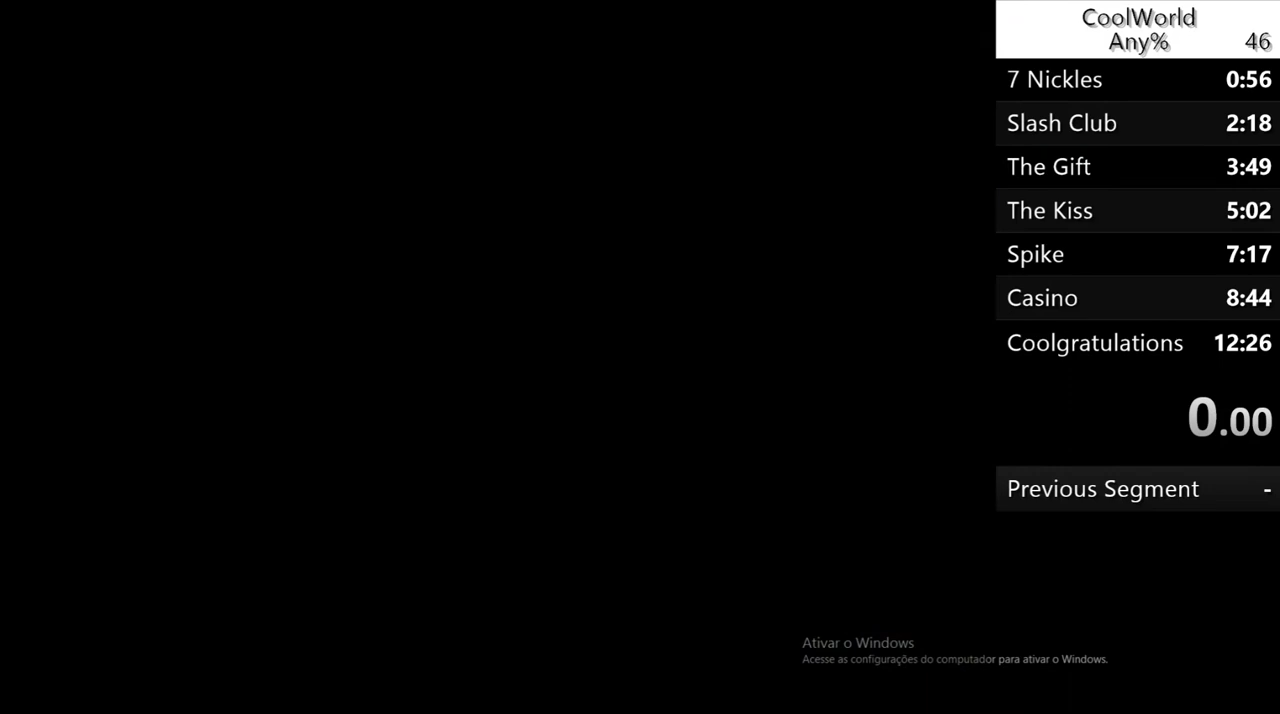 CoolWorld
Any% 46
7 Nickles 0:56
Slash Club 2:18
The Gift 3:49
The Kiss 5:02
Spike 7:17
Casino 8:44
Coolgratulations 12:26
0.00
Previous Segment -
Ativar o Windows
Acesse as configurações do computador para ativar o Windows.